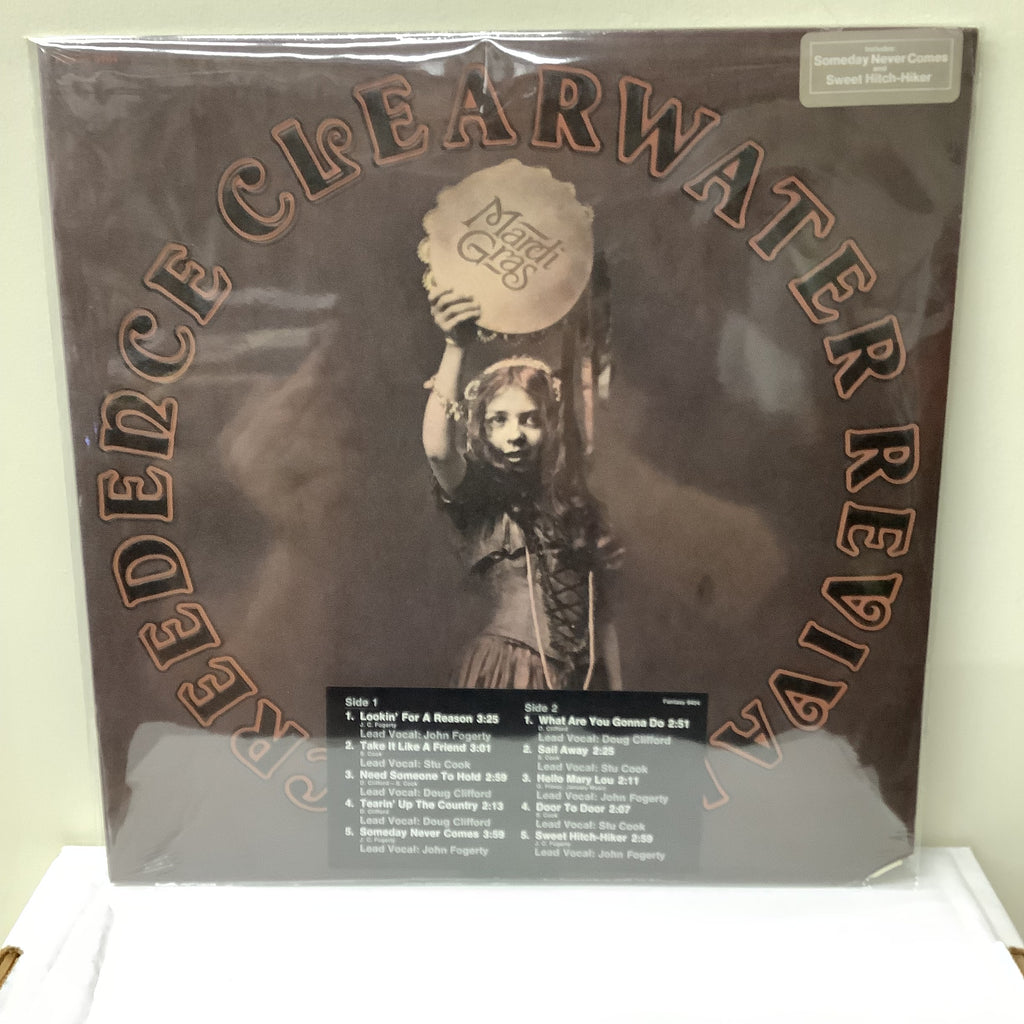 Includes:
Someday Never Comes
and
Sweet Hitch-Hiker
CREEDENCE CLEARWATER REVIVAL
Mardi
Gras
Side 1
1. Lookin' For A Reason 3:25
J. C. Fogerty
Lead Vocal: John Fogerty
2. Take It Like A Friend 3:01
S. Cook
Lead Vocal: Stu Cook
3. Need Someone To Hold 2:59
D. Clifford – S. Cook
Lead Vocal: Doug Clifford
4. Tearin' Up The Country 2:13
D. Clifford
Lead Vocal: Doug Clifford
5. Someday Never Comes 3:59
J. C. Fogerty
Lead Vocal: John Fogerty
Fantasy 9404
Side 2
1. What Are You Gonna Do 2:51
D. Clifford
Lead Vocal: Doug Clifford
2. Sail Away 2:25
S. Cook
Lead Vocal: Stu Cook
3. Hello Mary Lou 2:11
Lead Vocal: John Fogerty
4. Door To Door 2:07
S. Cook
Lead Vocal: Stu Cook
5. Sweet Hitch-Hiker 2:59
J. C. Fogerty
Lead Vocal: John Fogerty